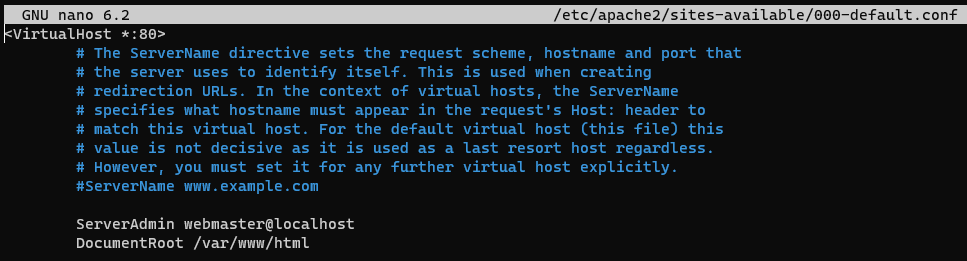 GNU nano 6.2 /etc/apache2/sites-available/000-default.conf
<VirtualHost *:80>
# The ServerName directive sets the request scheme, hostname and port that
# the server uses to identify itself. This is used when creating
# redirection URLs. In the context of virtual hosts, the ServerName
# specifies what hostname must appear in the request's Host: header to
# match this virtual host. For the default virtual host (this file) this
# value is not decisive as it is used as a last resort host regardless.
# However, you must set it for any further virtual host explicitly.
#ServerName www.example.com
ServerAdmin webmaster@localhost
DocumentRoot /var/www/html